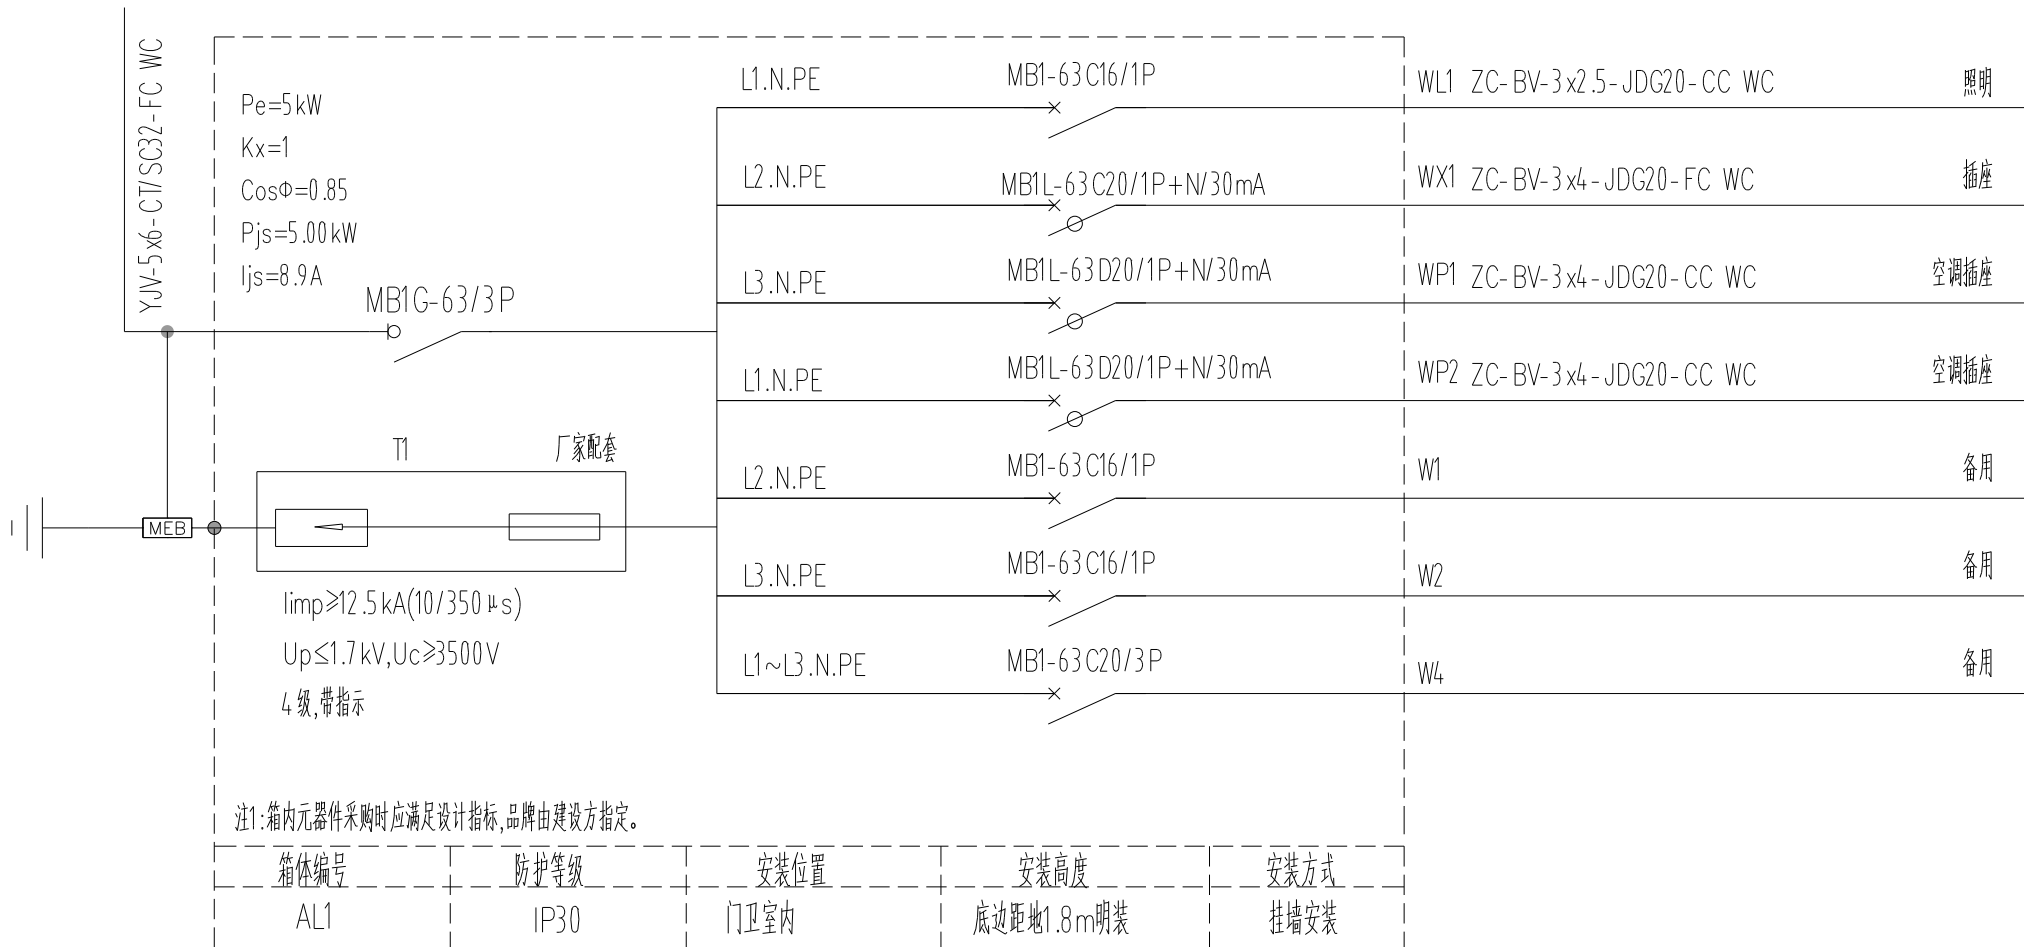 YJV-5x6-CT/SC32-FC WC
Pe=5kW
Kx=1
CosΦ=0.85
Pjs=5.00kW
Ijs=8.9A
MB1G-63/3P
L1.N.PE
MB1-63C16/1P
WL1 ZC-BV-3x2.5-JDG20-CC WC
照明
L2.N.PE
MB1L-63C20/1P+N/30mA
WX1 ZC-BV-3x4-JDG20-FC WC
插座
L3.N.PE
MB1L-63D20/1P+N/30mA
WP1 ZC-BV-3x4-JDG20-CC WC
空调插座
L1.N.PE
MB1L-63D20/1P+N/30mA
WP2 ZC-BV-3x4-JDG20-CC WC
空调插座
L2.N.PE
MB1-63C16/1P
W1
备用
L3.N.PE
MB1-63C16/1P
W2
备用
L1~L3.N.PE
MB1-63C20/3P
W4
备用
T1
厂家配套
MEB
Iimp≥12.5kA(10/350μs)
Up≤1.7kV,Uc≥3500V
4级,带指示
注1:箱内元器件采购时应满足设计指标,品牌由建设方指定。
箱体编号 防护等级 安装位置 安装高度 安装方式
AL1 IP30 门卫室内 底边距地1.8m明装 挂墙安装